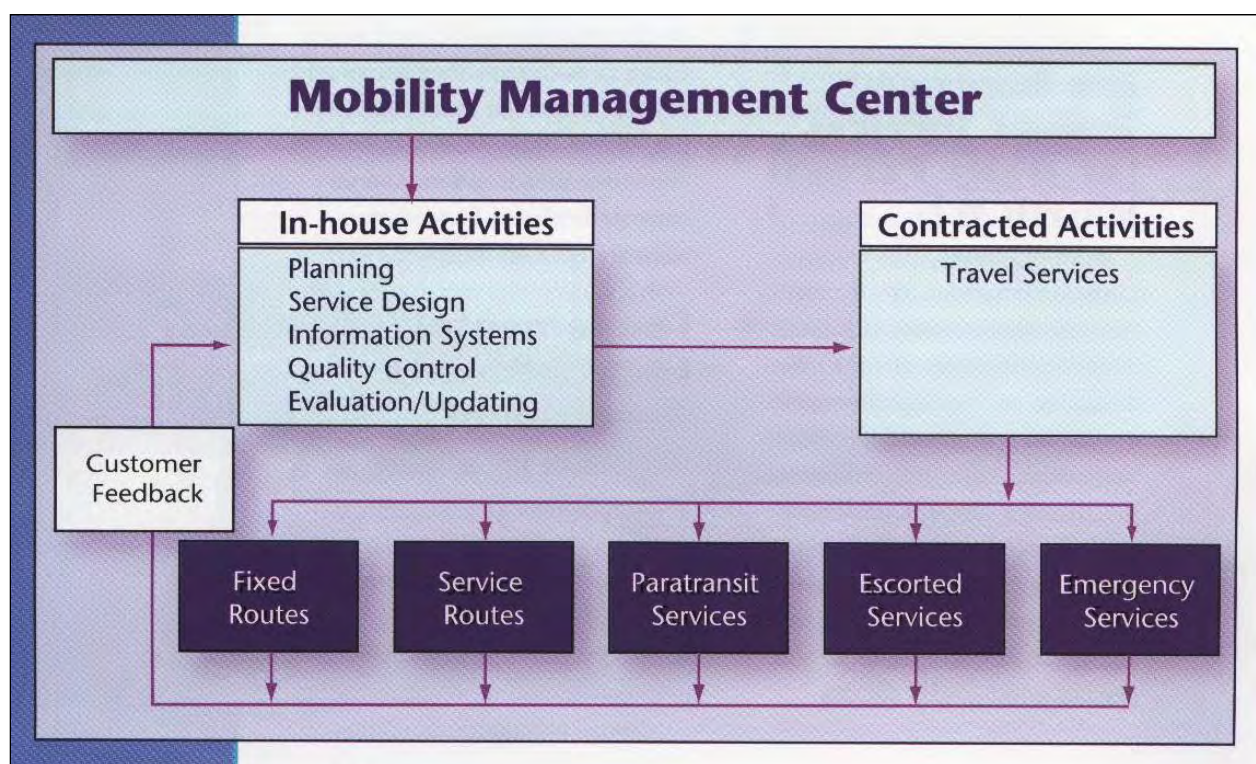 Mobility Management Center
In-house Activities
Planning
Service Design
Information Systems
Quality Control
Evaluation/Updating
Contracted Activities
Travel Services
Customer
Feedback
Fixed
Routes
Service
Routes
Paratransit
Services
Escorted
Services
Emergency
Services